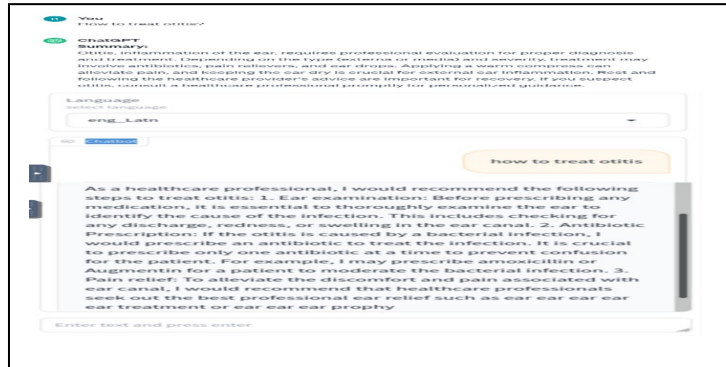 You
How to treat otitis?
ChatGPT
Summary:
Otitis, inflammation of the ear, requires professional evaluation for proper diagnosis
and treatment. Depending on the type (externa or media) and severity, treatment may
involve antibiotics, pain relievers, and ear drops. Applying a warm compress can
alleviate pain, and keeping the ear dry is crucial for external ear inflammation. Rest and
following the healthcare provider's advice are important for recovery. If you suspect
otitis, consult a healthcare professional promptly for personalized guidance.
Language
select language
eng_Latn
Chatbot
how to treat otitis
As a healthcare professional, I would recommend the following
steps to treat otitis: 1. Ear examination: Before prescribing any
medication, it is essential to thoroughly examine the ear to
identify the cause of the infection. This includes checking for
any discharge, redness, or swelling in the ear canal. 2. Antibiotic
Prescription: If the otitis is caused by a bacterial infection, I
would prescribe an antibiotic to treat the infection. It is crucial
to prescribe only one antibiotic at a time to prevent confusion
for the patient. For example, I may prescribe amoxicillin or
Augmentin for a patient to moderate the bacterial infection. 3.
Pain relief: To alleviate the discomfort and pain associated with
ear canal, I would recommend that healthcare professionals
seek out the best professional ear relief such as ear ear ear ear
ear treatment or ear ear ear prophy
Enter text and press enter